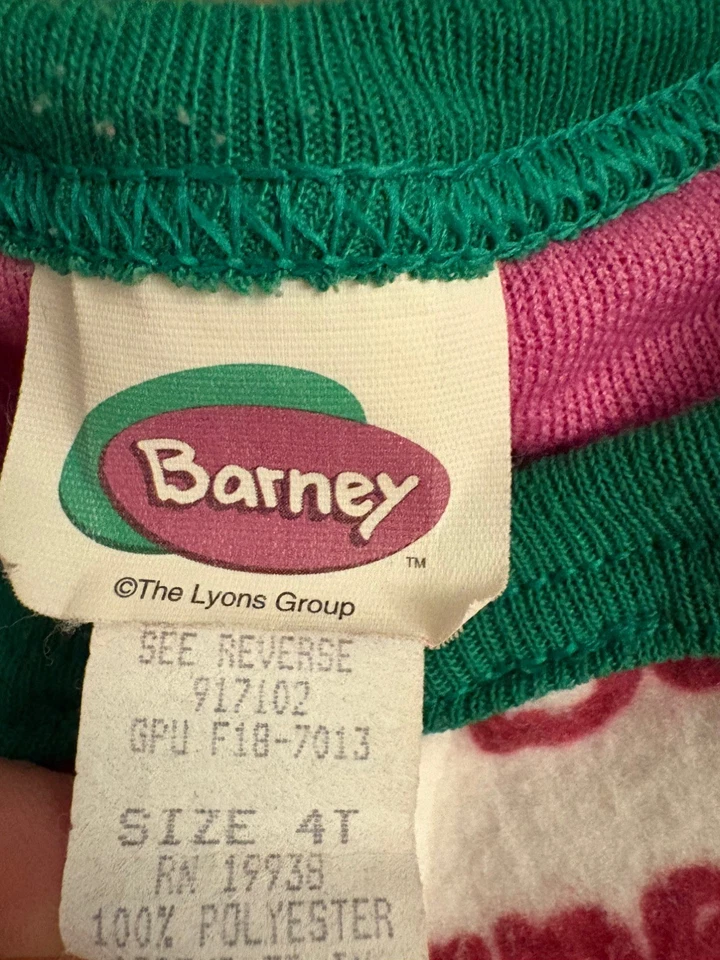 Barney
TM
©The Lyons Group
SEE REVERSE
917102
GPU F18-7013
SIZE 4T
RN 19938
100% POLYESTER